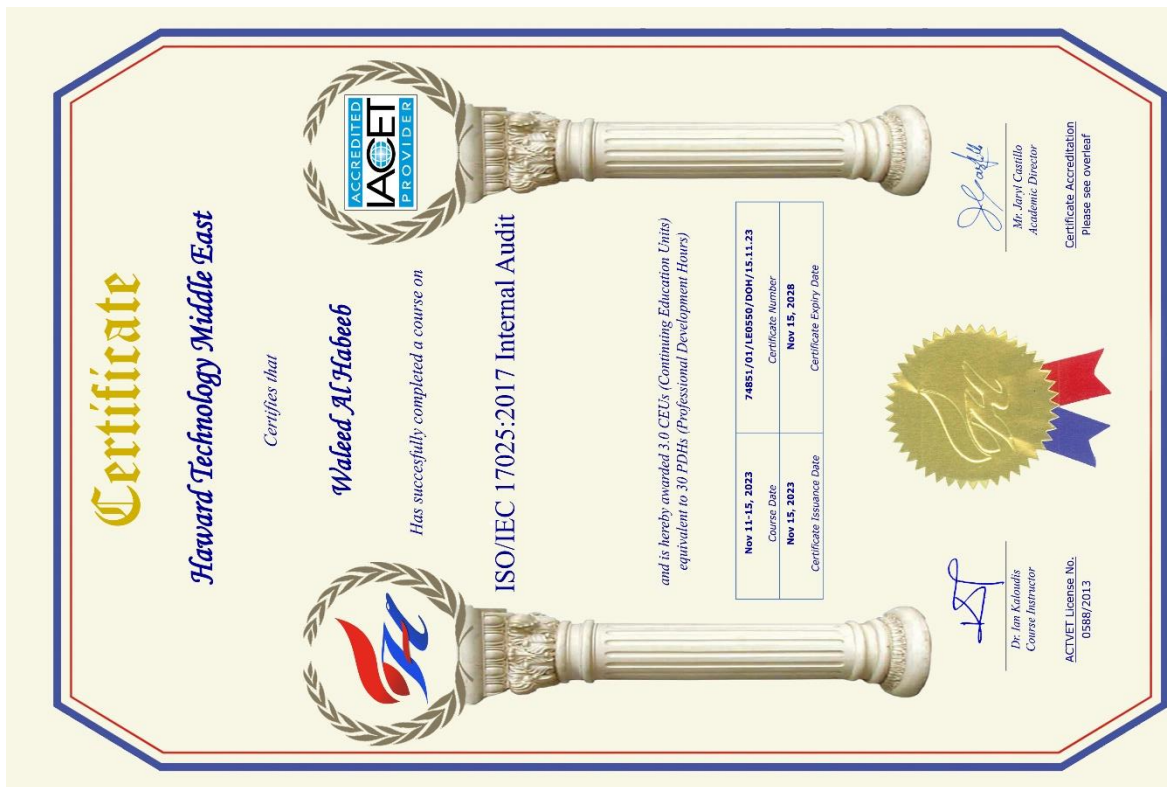 Certificate
Haward Technology Middle East
Certifies that
Waleed Al Habeeb
Has succesfully completed a course on
ISO/IEC 17025:2017 Internal Audit
and is hereby awarded 3.0 CEUs (Continuing Education Units)
equivalent to 30 PDHs (Professional Development Hours)
Nov 11-15, 2023
Course Date
74851/01/LE0550/DOH/15.11.23
Certificate Number
Nov 15, 2023
Certificate Issuance Date
Nov 15, 2028
Certificate Expiry Date
ACCREDITED
IACET
PROVIDER
Dr. Ian Kaloudis
Course Instructor
ACTVET License No.
0588/2013
Mr. Jaryl Castillo
Academic Director
Certificate Accreditation
Please see overleaf